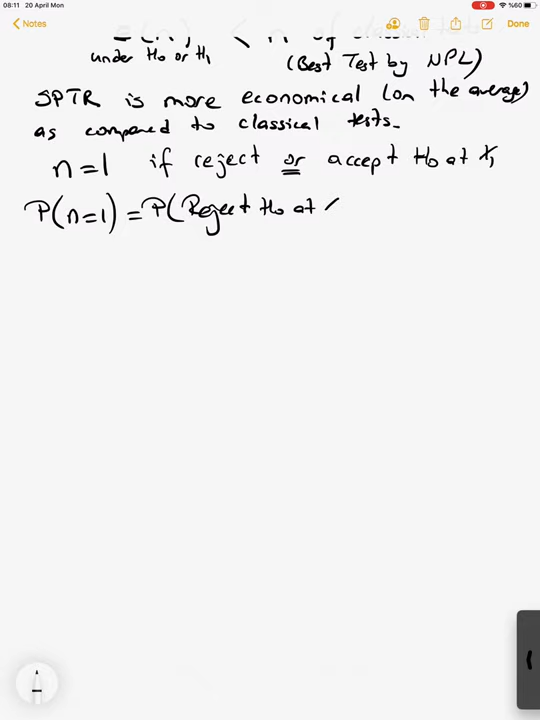 08:11 20 April Mon
%60
Notes
Done
under H₀ or H₁
(Best Test by NPL)
SPTR is more economical (on the average)
as compared to classical tests.
n=1 if reject or accept H₀ at X₁
P(n=1) = P(Reject H₀ at